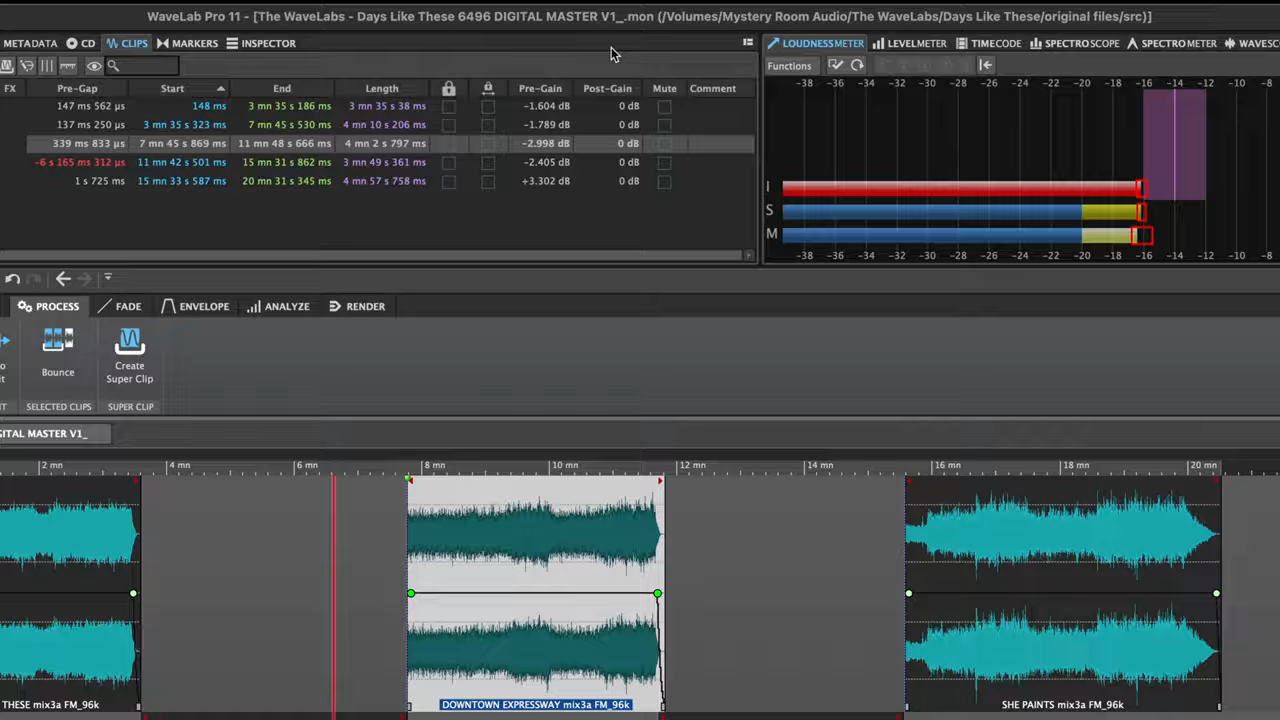 WaveLab Pro 11 - [The WaveLabs - Days Like These 6496 DIGITAL MASTER V1_.mon (/Volumes/Mystery Room Audio/The WaveLabs/Days Like These/original files/src)]
METADATA CD CLIPS MARKERS INSPECTOR
LOUDNESSMETER LEVELMETER TIMECODE SPECTROSCOPE SPECTROMETER WAVESC
Functions
FX Pre-Gap Start End Length Pre-Gain Post-Gain Mute Comment
147 ms 562 µs 148 ms 3 mn 35 s 186 ms 3 mn 35 s 38 ms -1.604 dB 0 dB
137 ms 250 µs 3 mn 35 s 323 ms 7 mn 45 s 530 ms 4 mn 10 s 206 ms -1.789 dB 0 dB
339 ms 833 µs 7 mn 45 s 869 ms 11 mn 48 s 666 ms 4 mn 2 s 797 ms -2.998 dB 0 dB
-6 s 165 ms 312 µs 11 mn 42 s 501 ms 15 mn 31 s 862 ms 3 mn 49 s 361 ms -2.405 dB 0 dB
1 s 725 ms 15 mn 33 s 587 ms 20 mn 31 s 345 ms 4 mn 57 s 758 ms +3.302 dB 0 dB
-38 -36 -34 -32 -30 -28 -26 -24 -22 -20 -18 -16 -14 -12 -10 -8
I
S
M
-38 -36 -34 -32 -30 -28 -26 -24 -22 -20 -18 -16 -14 -12 -10 -8
PROCESS FADE ENVELOPE ANALYZE RENDER
Bounce
Create
Super Clip
SELECTED CLIPS SUPER CLIP
GITAL MASTER V1_
2 mn 4 mn 6 mn 8 mn 10 mn 12 mn 14 mn 16 mn 18 mn 20 mn
THESE mix3a FM_96k DOWNTOWN EXPRESSWAY mix3a FM_96k SHE PAINTS mix3a FM_96k